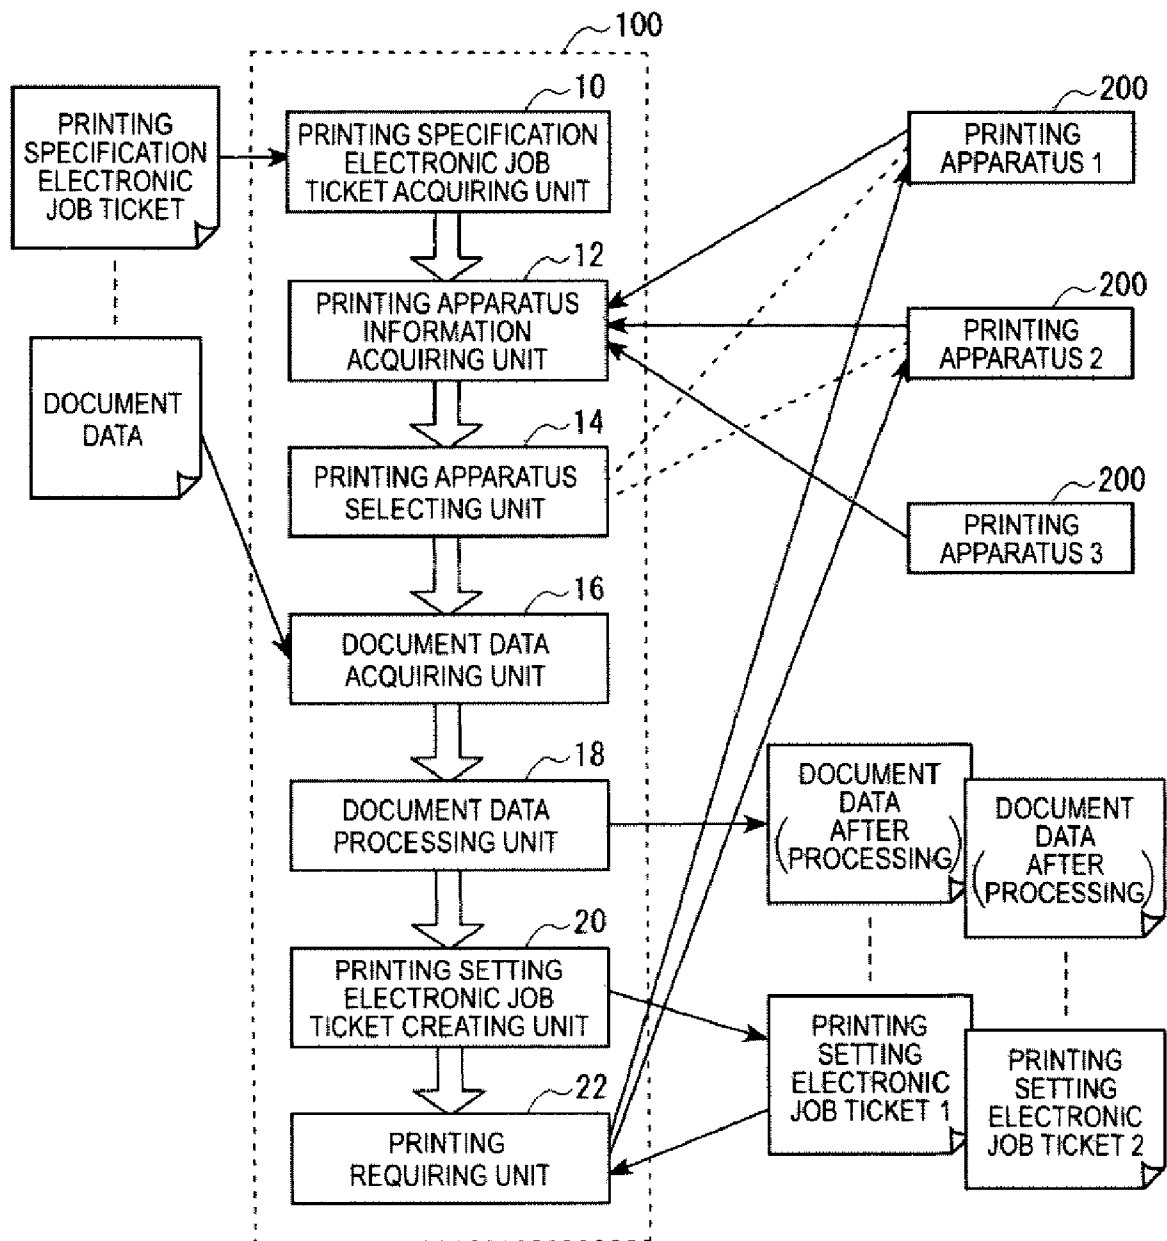 100
PRINTING
SPECIFICATION
ELECTRONIC
JOB TICKET
10
PRINTING SPECIFICATION
ELECTRONIC JOB
TICKET ACQUIRING UNIT
200
PRINTING
APPARATUS 1
12
PRINTING APPARATUS
INFORMATION
ACQUIRING UNIT
200
PRINTING
APPARATUS 2
DOCUMENT
DATA
14
PRINTING APPARATUS
SELECTING UNIT
200
PRINTING
APPARATUS 3
16
DOCUMENT DATA
ACQUIRING UNIT
18
DOCUMENT DATA
PROCESSING UNIT
DOCUMENT
DATA
(AFTER
PROCESSING)
DOCUMENT
DATA
(AFTER
PROCESSING)
20
PRINTING SETTING
ELECTRONIC JOB
TICKET CREATING UNIT
PRINTING
SETTING
ELECTRONIC
JOB TICKET 1
PRINTING
SETTING
ELECTRONIC
JOB TICKET 2
22
PRINTING
REQUIRING UNIT